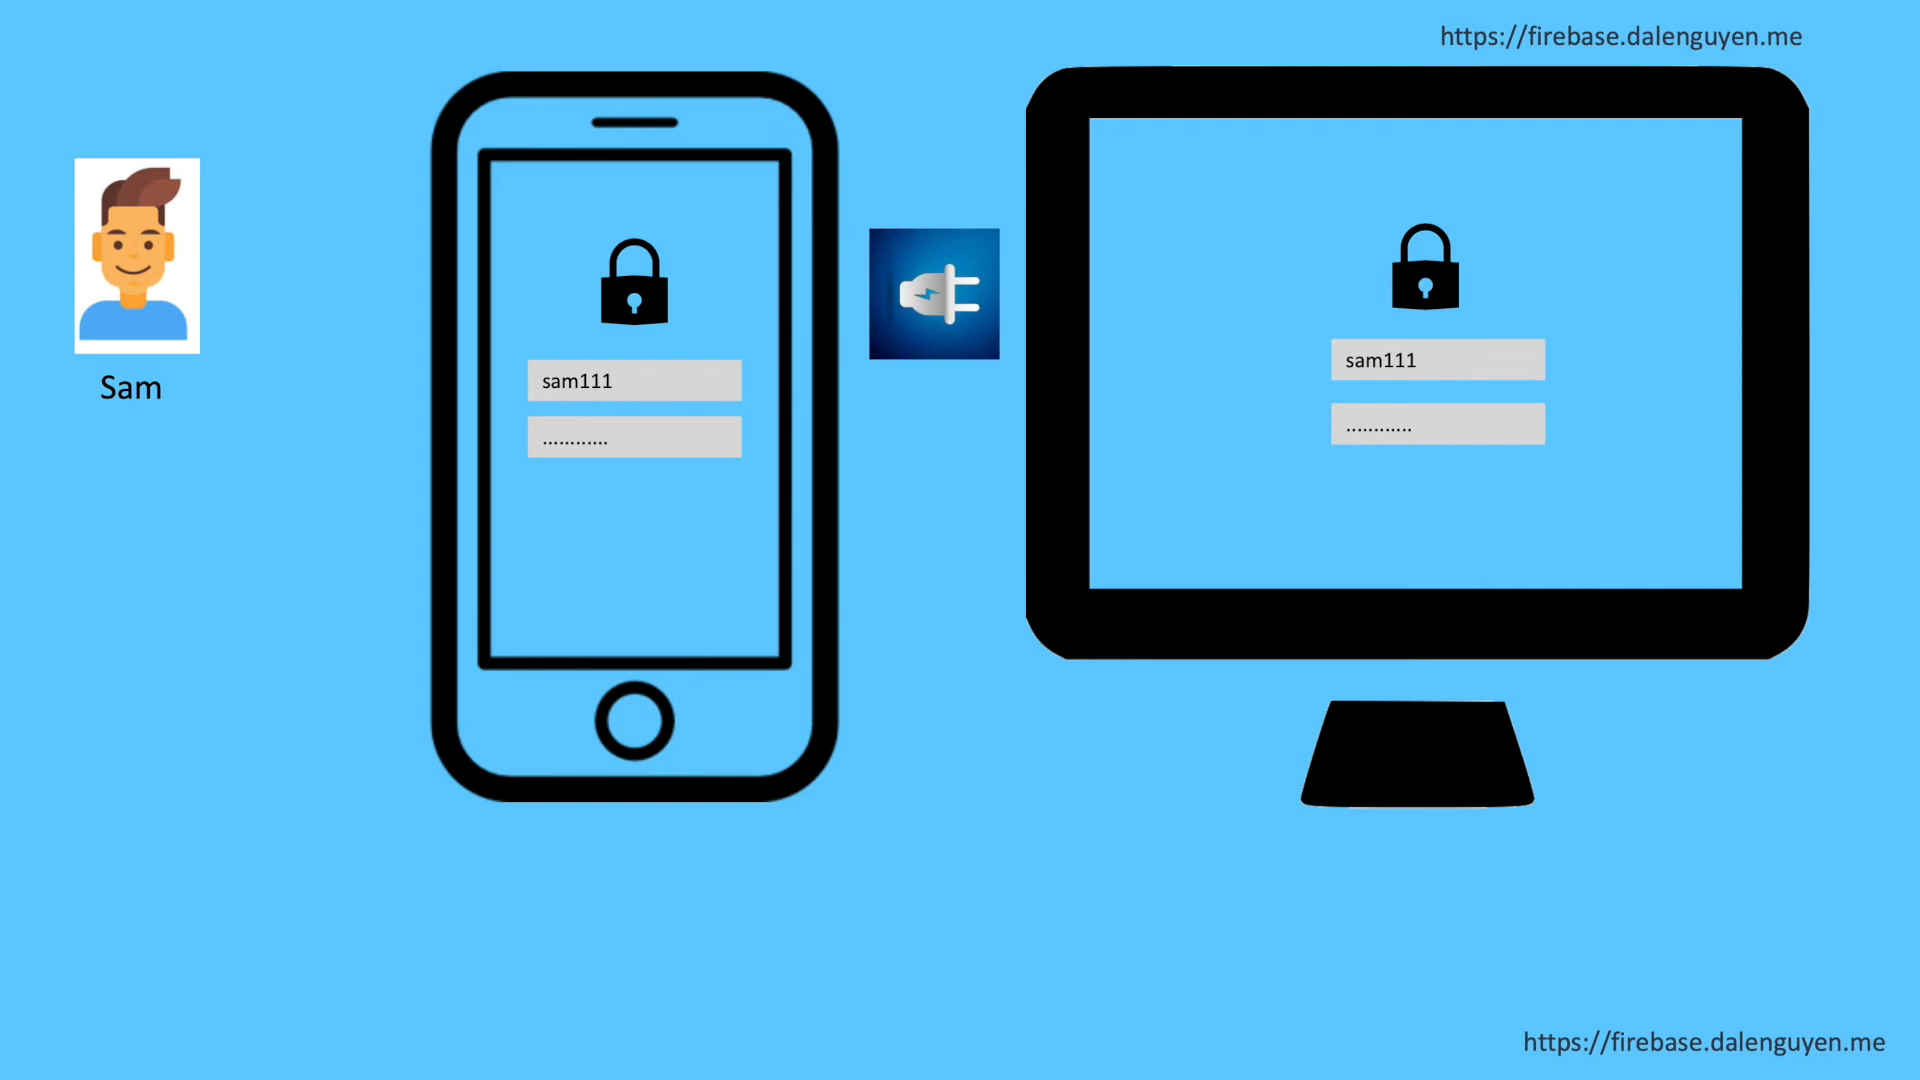 https://firebase.dalenguyen.me
Sam
sam111
............
sam111
............
https://firebase.dalenguyen.me